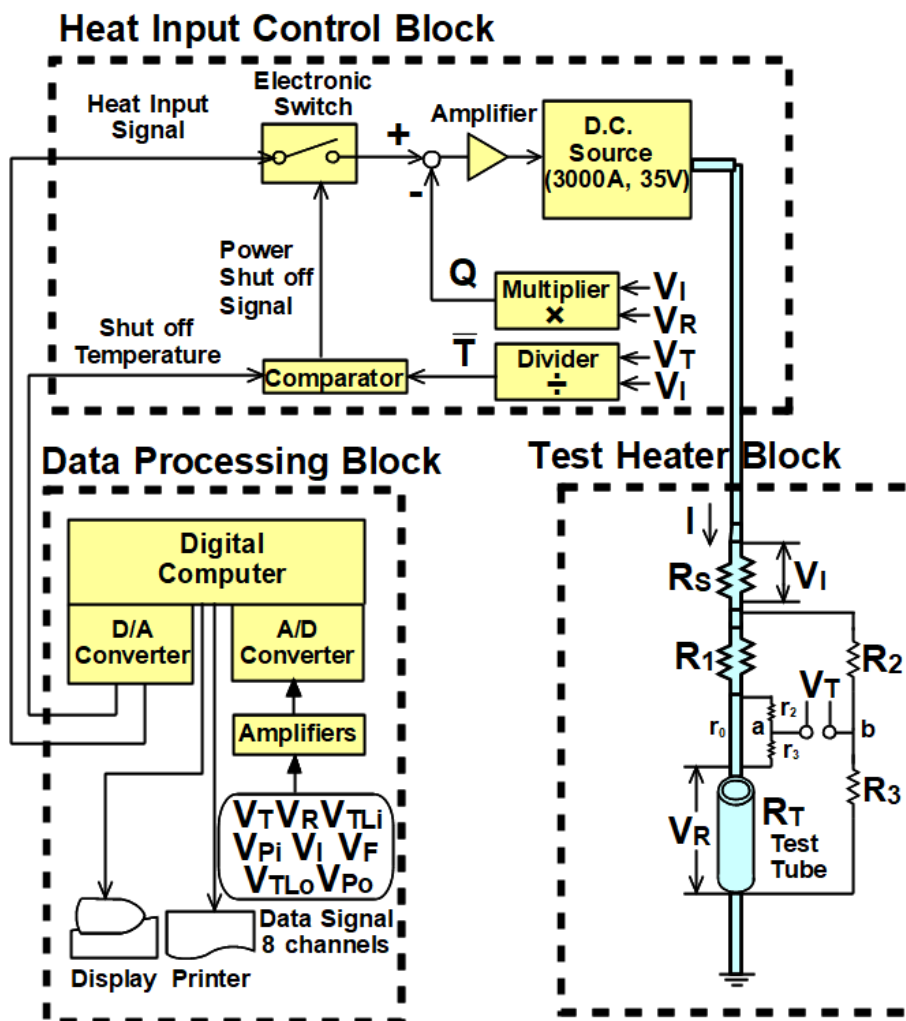 Heat Input Control Block
Electronic
Switch
Heat Input
Signal
+
-
Amplifier
D.C.
Source
(3000A, 35V)
Power
Shut off
Signal
Q
Multiplier
×
VI
VR
Shut off
Temperature
T̅
Comparator
Divider
÷
VT
VI
Data Processing Block
Digital
Computer
D/A
Converter
A/D
Converter
Amplifiers
VT VR VTLi
VPi VI VF
VTLo VPo
Data Signal
8 channels
Display
Printer
Test Heater Block
I
RS
VI
R1
R2
VT
r2
r0
a
b
r3
R3
VR
RT
Test
Tube